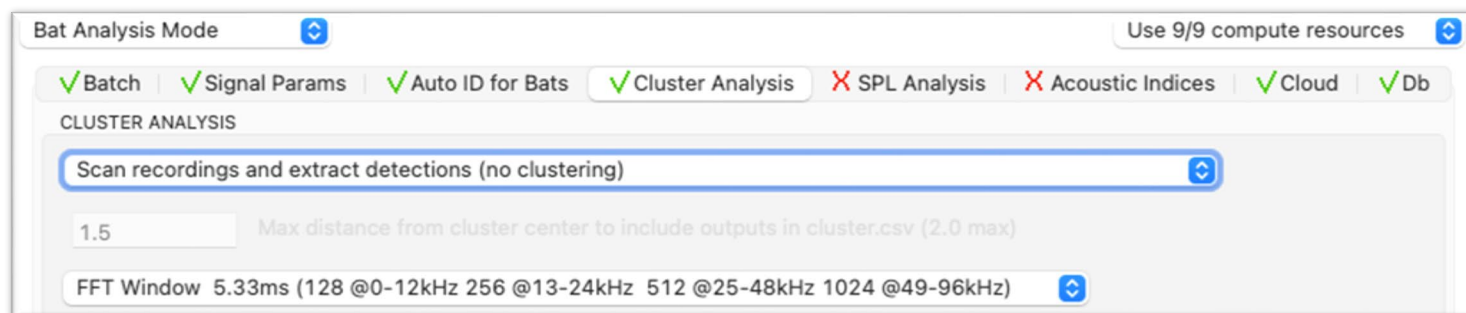 Bat Analysis Mode Use 9/9 compute resources
Batch Signal Params Auto ID for Bats Cluster Analysis SPL Analysis Acoustic Indices Cloud Db
CLUSTER ANALYSIS
Scan recordings and extract detections (no clustering)
1.5 Max distance from cluster center to include outputs in cluster.csv (2.0 max)
FFT Window 5.33ms (128 @0-12kHz 256 @13-24kHz 512 @25-48kHz 1024 @49-96kHz)